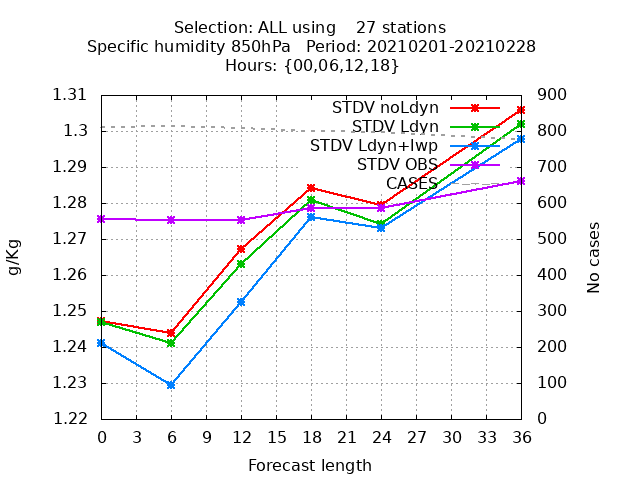 Selection: ALL using    27 stations
Specific humidity 850hPa   Period: 20210201-20210228
Hours: {00,06,12,18}
STDV noLdyn
STDV Ldyn
STDV Ldyn+lwp
STDV OBS
CASES
g/Kg
1.31
1.3
1.29
1.28
1.27
1.26
1.25
1.24
1.23
1.22
900
800
700
600
500
400
300
200
100
0
No cases
0 3 6 9 12 15 18 21 24 27 30 33 36
Forecast length